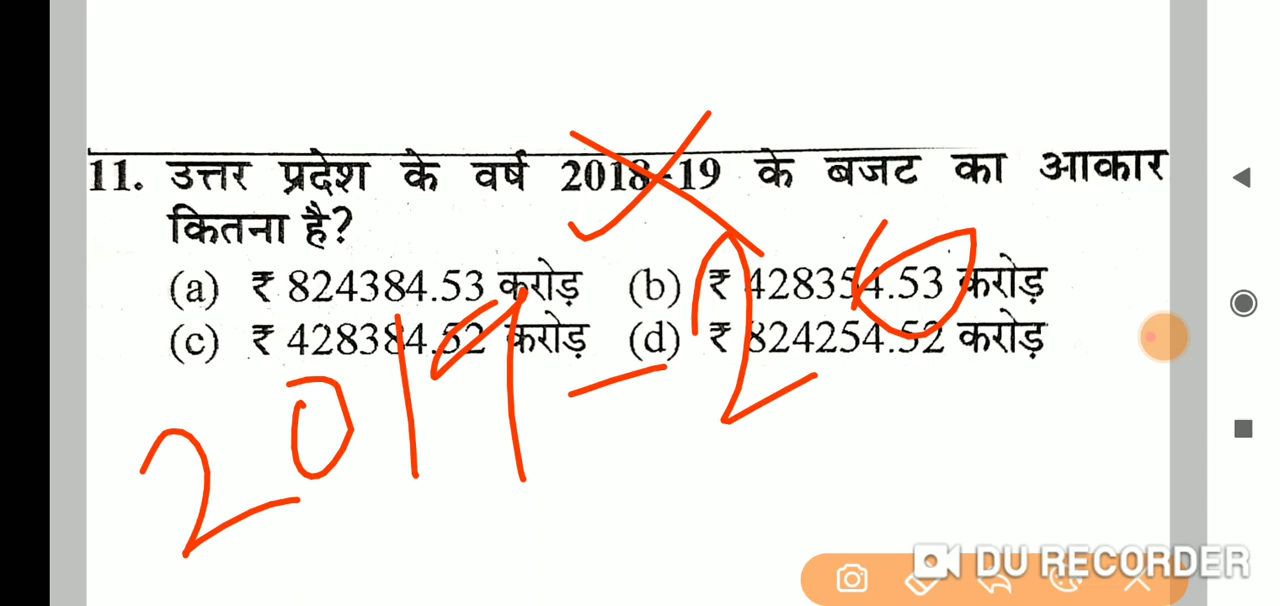 11. उत्तर प्रदेश के वर्ष 2018-19 के बजट का आकार
कितना है?
(a) ₹ 824384.53 करोड़ (b) ₹ 428354.53 करोड़
(c) ₹ 428384.52 करोड़ (d) ₹ 824254.52 करोड़
2019-20
DU RECORDER